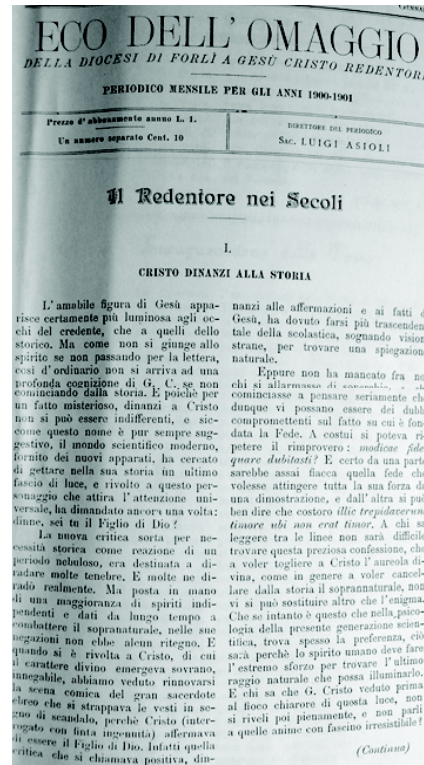 GENNAI
ECO DELL' OMAGGIO
DELLA DIOCESI DI FORLÌ A GESÙ CRISTO REDENTORE
PERIODICO MENSILE PER GLI ANNI 1900-1901
Prezzo d'abbonamento annuo L. 1.
Un numero separato Cent. 10
DIRETTORE DEL PERIODICO
SAC. LUIGI ASIOLI
Il Redentore nei Secoli
I.
CRISTO DINANZI ALLA STORIA
L'amabile figura di Gesù appa-
risce certamente più luminosa agli oc-
chi del credente, che a quelli dello
storico. Ma come non si giunge allo
spirito se non passando per la lettera,
così d'ordinario non si arriva ad una
profonda cognizione di G. C. se non
cominciando dalla storia. E poichè per
un fatto misterioso, dinanzi a Cristo
non si può essere indifferenti, e sic-
come questo nome è pur sempre sug-
gestivo, il mondo scientifico moderno,
fornito dei nuovi apparati, ha cercato
di gettare nella sua storia un ultimo
fascio di luce, e rivolto a questo per-
sonaggio che attira l'attenzione uni-
versale, ha dimandato ancora una volta:
dinne, sei tu il Figlio di Dio?
La nuova critica sorta per ne-
cessità storica come reazione di un
periodo nebuloso, era destinata a di-
radare molte tenebre. E molte ne di-
radò realmente. Ma posta in mano
di una maggioranza di spiriti indi-
pendenti e dati da lungo tempo a
combattere il sopranaturale, nelle sue
negazioni non ebbe alcun ritegno. E
quando si è rivolta a Cristo, di cui
il carattere divino emergeva sovrano,
innegabile, abbiamo veduto rinnovarsi
la scena comica del gran sacerdote
ebreo che si strappava le vesti in se-
gno di scandalo, perchè Cristo (inter-
rogato con finta ingenuità) affermava
di essere il Figlio di Dio. Infatti quella
critica che si chiamava positiva, din-
nanzi alle affermazioni e ai fatti di
Gesù, ha dovuto farsi più trascenden-
tale della scolastica, sognando vision
strane, per trovare una spiegazion
naturale.
Eppure non ha mancato fra no
chi si allarmasse di
cominciasse a pensare seriamente che
dunque vi possano essere dei dubb
compromettenti sul fatto su cui è fon-
data la Fede. A costui si poteva ri-
petere il rimprovero: modicae fide
quare dubitasti? E certo da una parte
sarebbe assai fiacca quella fede che
volesse attingere tutta la sua forza da
una dimostrazione, e dall'altra si può
ben dire che costoro illic trepidaverunt
timore ubi non erat timor. A chi sa
leggere tra le linee non sarà difficile
trovare questa preziosa confessione, che
a voler togliere a Cristo l'aureola di-
vina, come in genere a voler cancel-
lare dalla storia il soprannaturale, non
vi si può sostituire altro che l'enigma.
Che se intanto è questo che nella psico-
logia della presente generazione scien-
tifica, trova spesso la preferenza, ciò
sarà perchè lo spirito umano deve fare
l'estremo sforzo per trovare l'ultimo
raggio naturale che possa illuminarlo.
E chi sa che G. Cristo veduto prima
al fioco chiarore di questa luce, non
si riveli poi pienamente, e non parli
a quelle anime con fascino irresistibile!
(Continua)